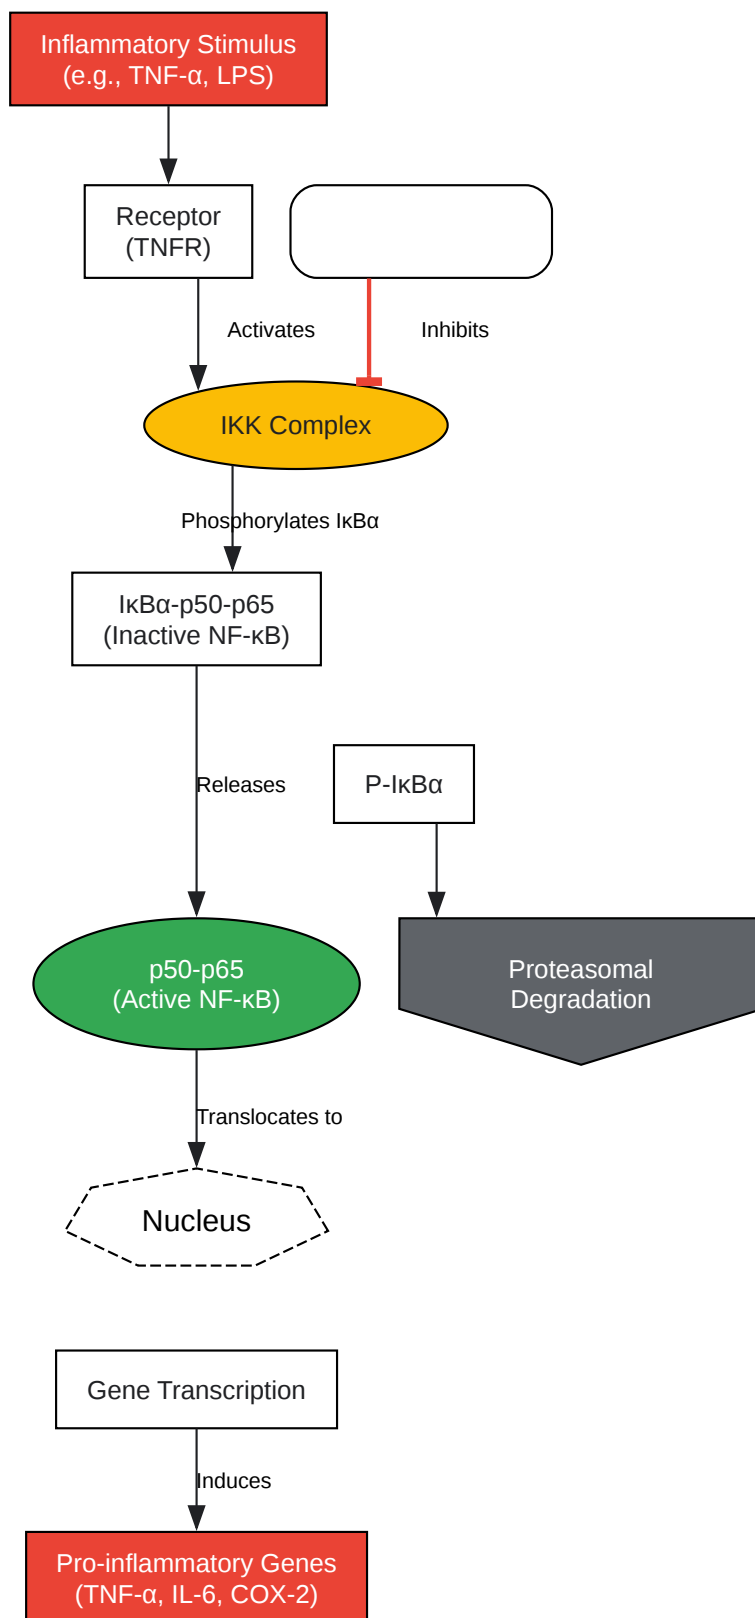 Inflammatory Stimulus
(e.g., TNF-α, LPS)
Receptor
(TNFR)
Activates
Inhibits
IKK Complex
Phosphorylates IκBα
IκBα-p50-p65
(Inactive NF-κB)
Releases
P-IκBα
p50-p65
(Active NF-κB)
Proteasomal
Degradation
Translocates to
Nucleus
Gene Transcription
Induces
Pro-inflammatory Genes
(TNF-α, IL-6, COX-2)